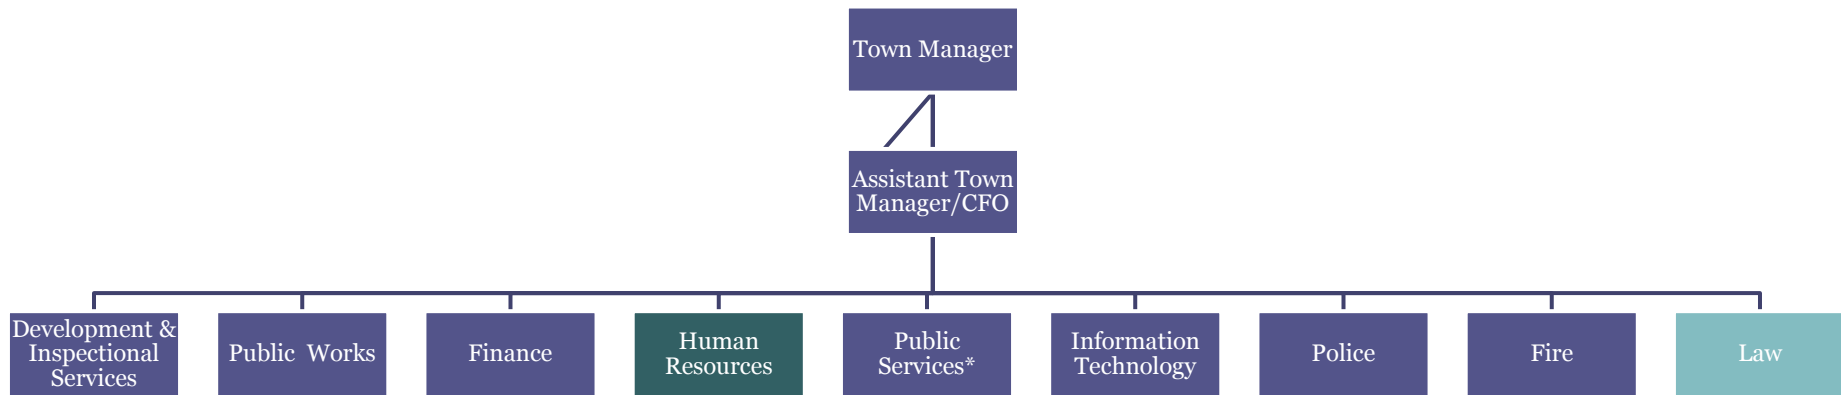 Town Manager
Assistant Town
Manager/CFO
Development &
Inspectional
Services
Public Works
Finance
Human
Resources
Public
Services*
Information
Technology
Police
Fire
Law